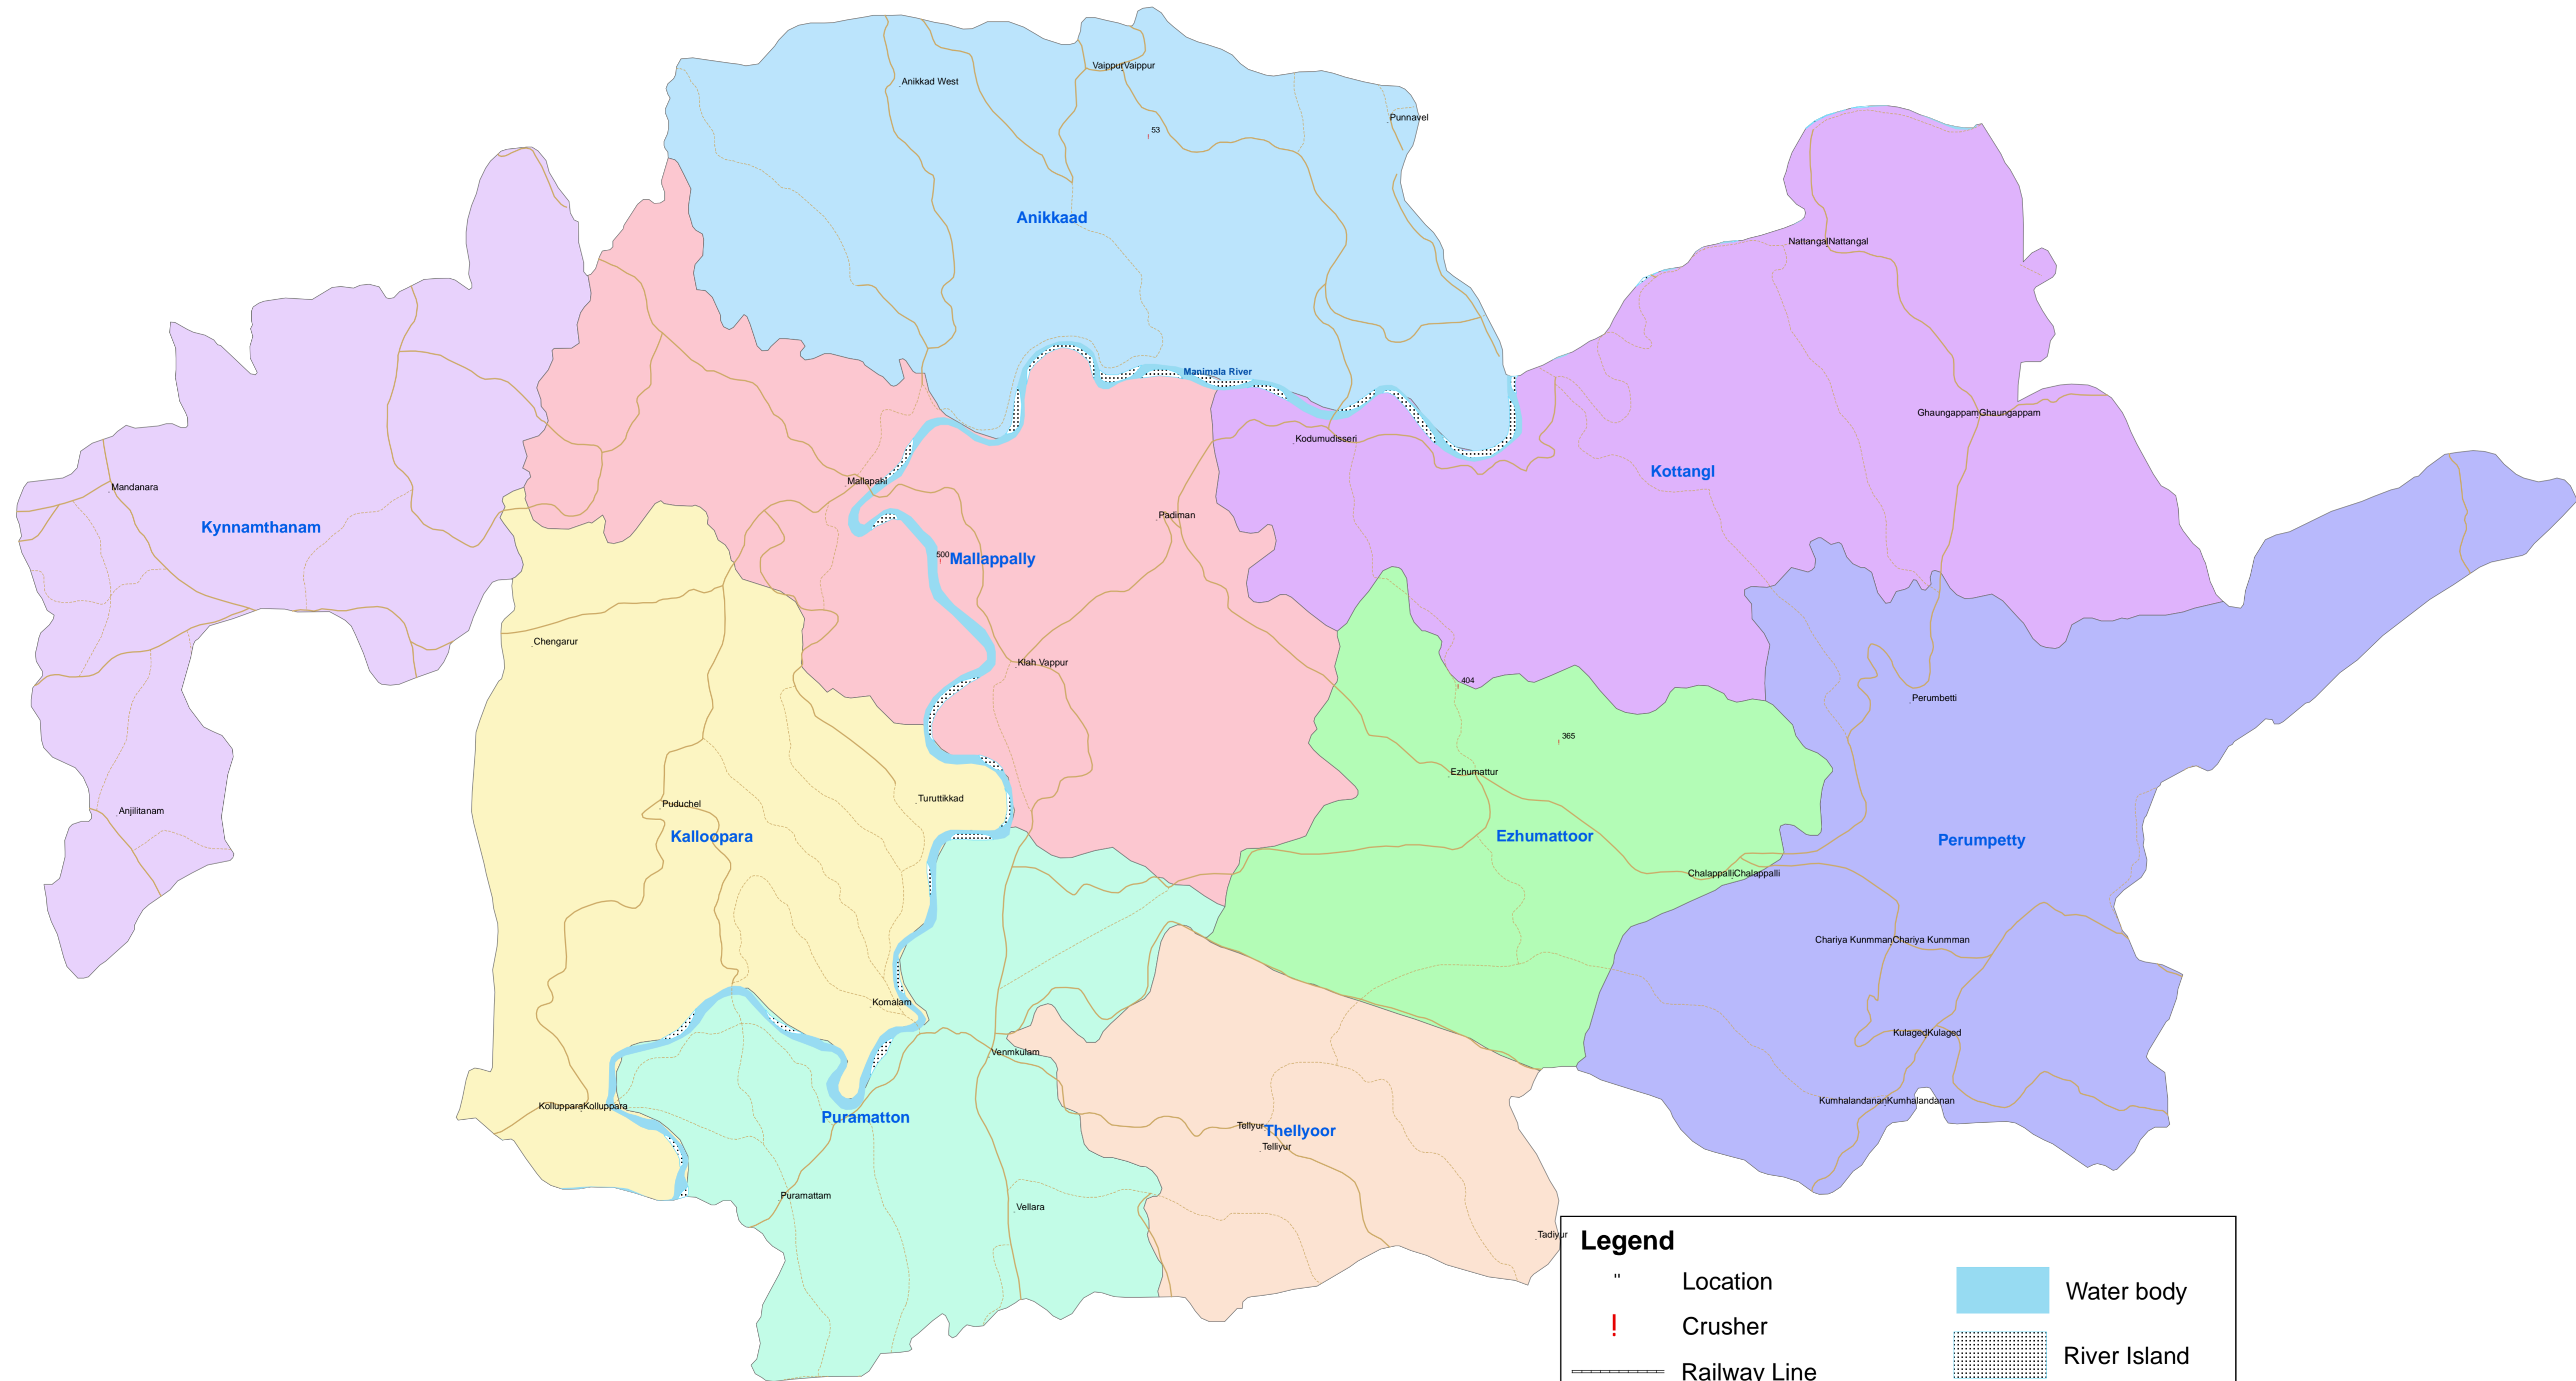 VaippurVaippur
Anikkad West
Punnavel
53
Anikkaad
NattangalNattangal
Manimala River
GhaungappamGhaungappam
Kodumudisseri
Kottangl
Mallapahl
Mandanara
Padiman
Kynnamthanam
500
Mallappally
Chengarur
Klah Vappur
404
Perumbetti
365
Ezhumattur
Turuttikkad
Puduchel
Anjilitanam
Kalloopara
Ezhumattoor
Perumpetty
ChalappalliChalappalli
Chariya KunmmanChariya Kunmman
Komalam
KulagedKulaged
Venmkulam
KumhalandananKumhalandanan
KollupparaKolluppara
Puramatton
Tellyur
Thellyoor
Telliyur
Puramattam
Vellara
Tadiyur
Legend
Location
Water body
Crusher
River Island
Railway Line